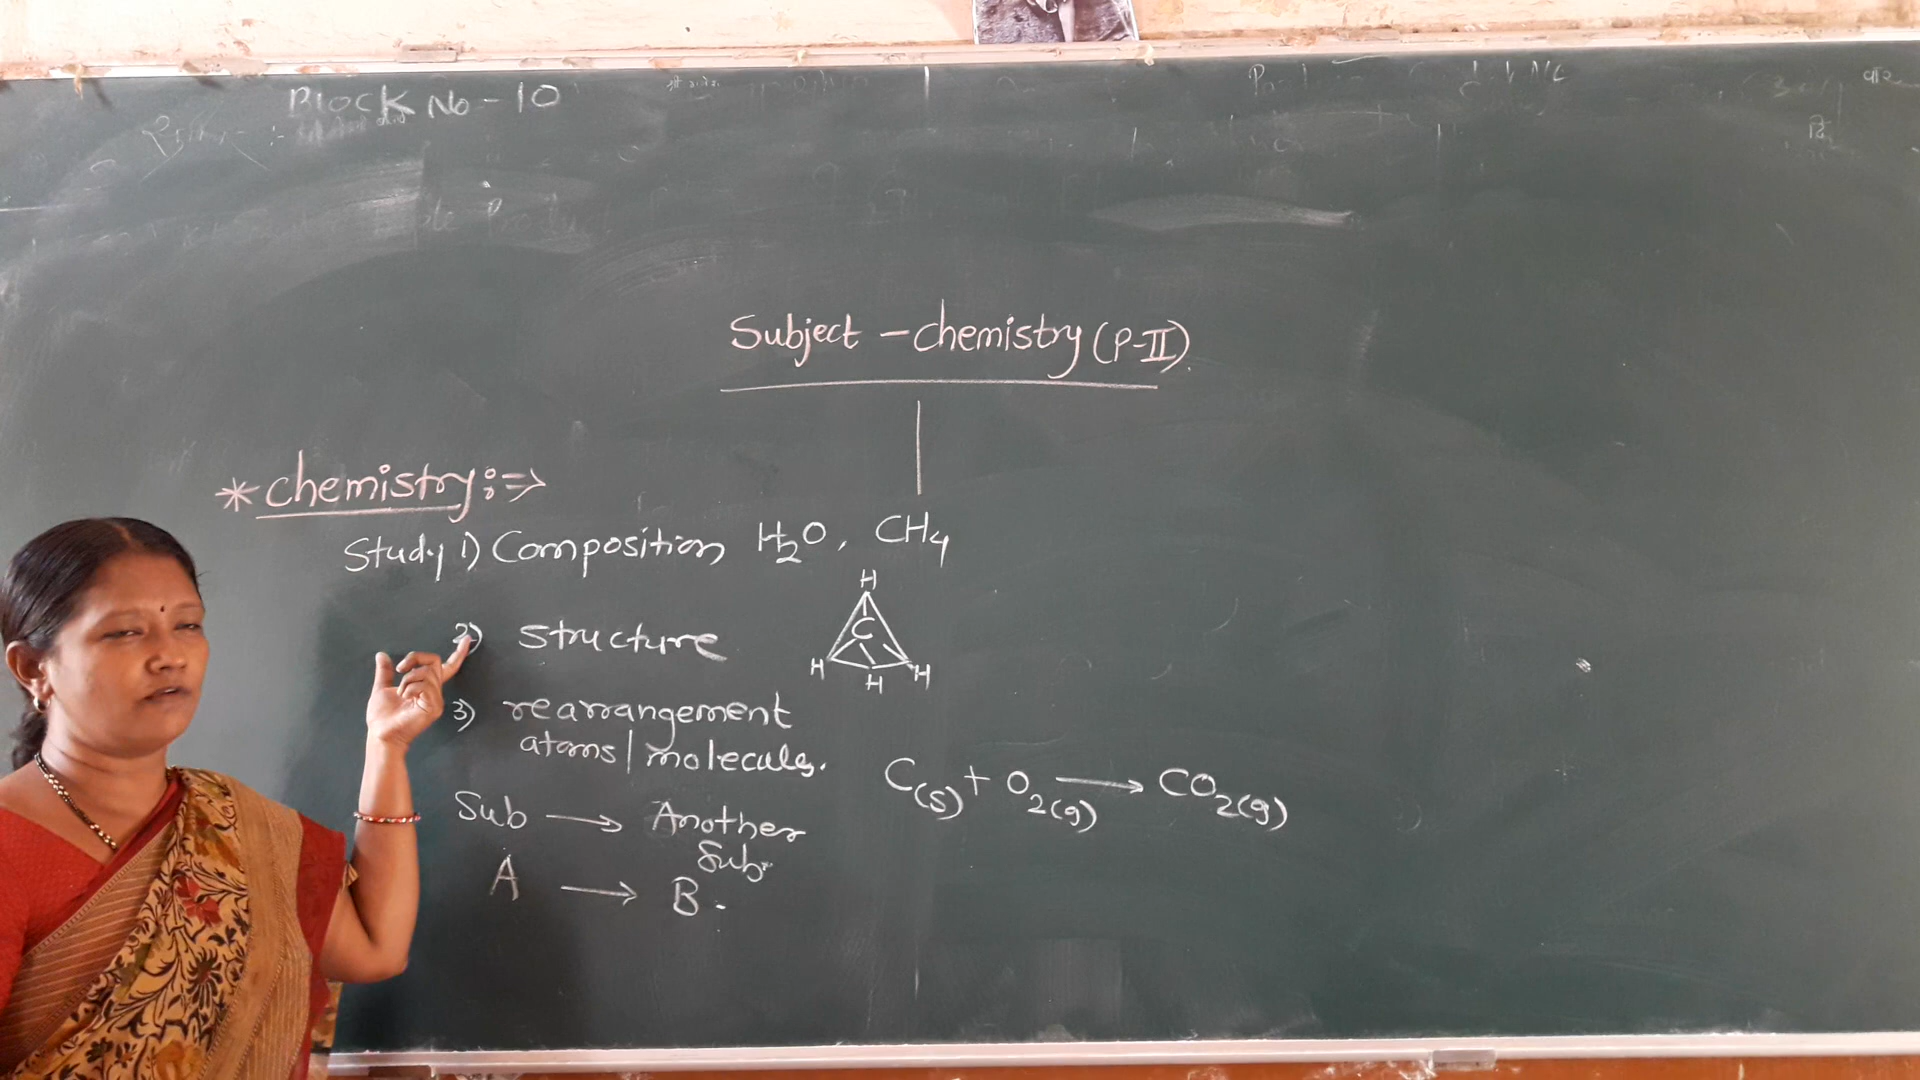 Block No - 10
Subject - chemistry (P-II).
* chemistry :⇒
Study 1) Composition H₂O, CH₄
H
C
H H H
2) structure
3) rearrangement
atoms/molecules.
C(s) + O₂(g) ⟶ CO₂(g)
Sub ⟶ Another
Sub.
A ⟶ B.